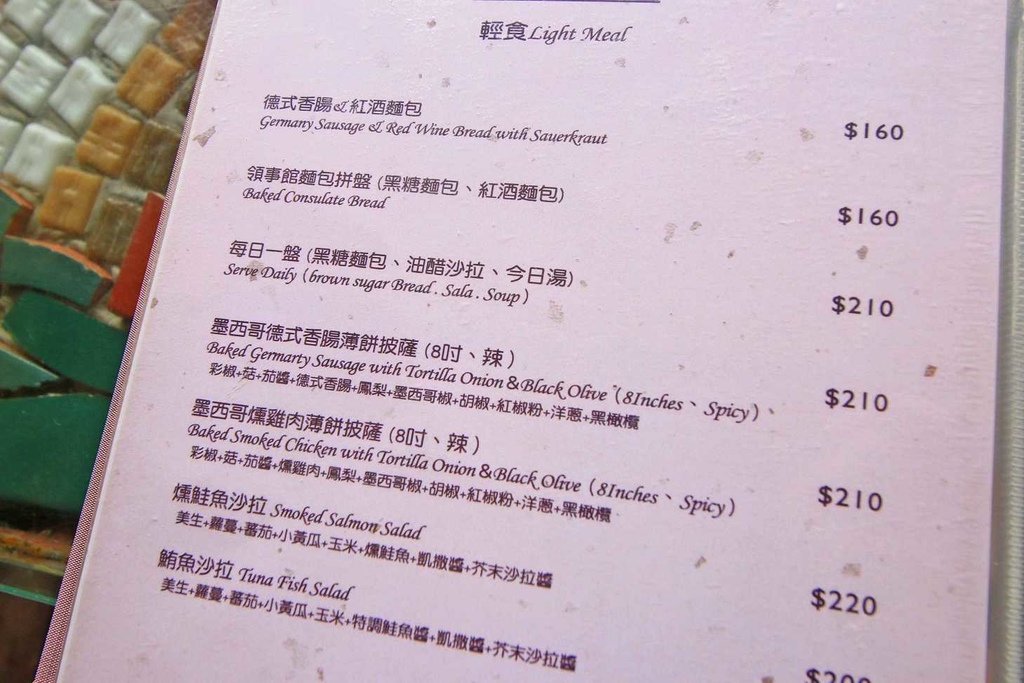 輕食Light Meal
德式香腸&紅酒麵包
Germany Sausage & Red Wine Bread with Sauerkraut
$160
領事館麵包拼盤 (黑糖麵包、紅酒麵包)
Baked Consulate Bread
$160
每日一盤 (黑糖麵包、油醋沙拉、今日湯)
Serve Daily (brown sugar Bread . Sala . Soup)
$210
墨西哥德式香腸薄餅披薩 (8吋、辣)
Baked Germarty Sausage with Tortilla Onion & Black Olive (8Inches、Spicy)、
彩椒+菇+茄醬+德式香腸+鳳梨+墨西哥椒+胡椒+紅椒粉+洋蔥+黑橄欖
$210
墨西哥燻雞肉薄餅披薩 (8吋、辣)
Baked Smoked Chicken with Tortilla Onion & Black Olive (8Inches、Spicy)
彩椒+菇+茄醬+燻雞肉+鳳梨+墨西哥椒+胡椒+紅椒粉+洋蔥+黑橄欖
$210
燻鮭魚沙拉 Smoked Salmon Salad
美生+蘿蔓+蕃茄+小黃瓜+玉米+燻鮭魚+凱撒醬+芥末沙拉醬
$220
鮪魚沙拉 Tuna Fish Salad
美生+蘿蔓+蕃茄+小黃瓜+玉米+特調鮭魚醬+凱撒醬+芥末沙拉醬
$200